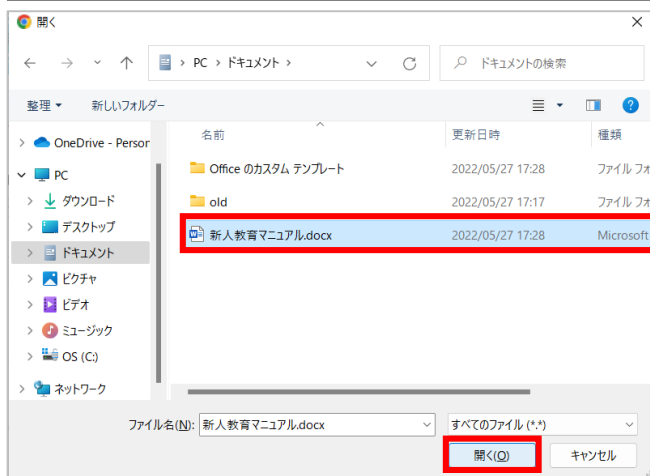 開く
PC › ドキュメント ›
ドキュメントの検索
整理
新しいフォルダー
名前
更新日時
種類
OneDrive - Person
Office のカスタム テンプレート
2022/05/27 17:28
ファイル フォ
PC
old
2022/05/27 17:17
ファイル フォ
ダウンロード
デスクトップ
新人教育マニュアル.docx
2022/05/27 17:28
Microsoft
ドキュメント
ピクチャ
ビデオ
ミュージック
OS (C:)
ネットワーク
ファイル名(N): 新人教育マニュアル.docx
すべてのファイル (*.*)
開く(O)
キャンセル